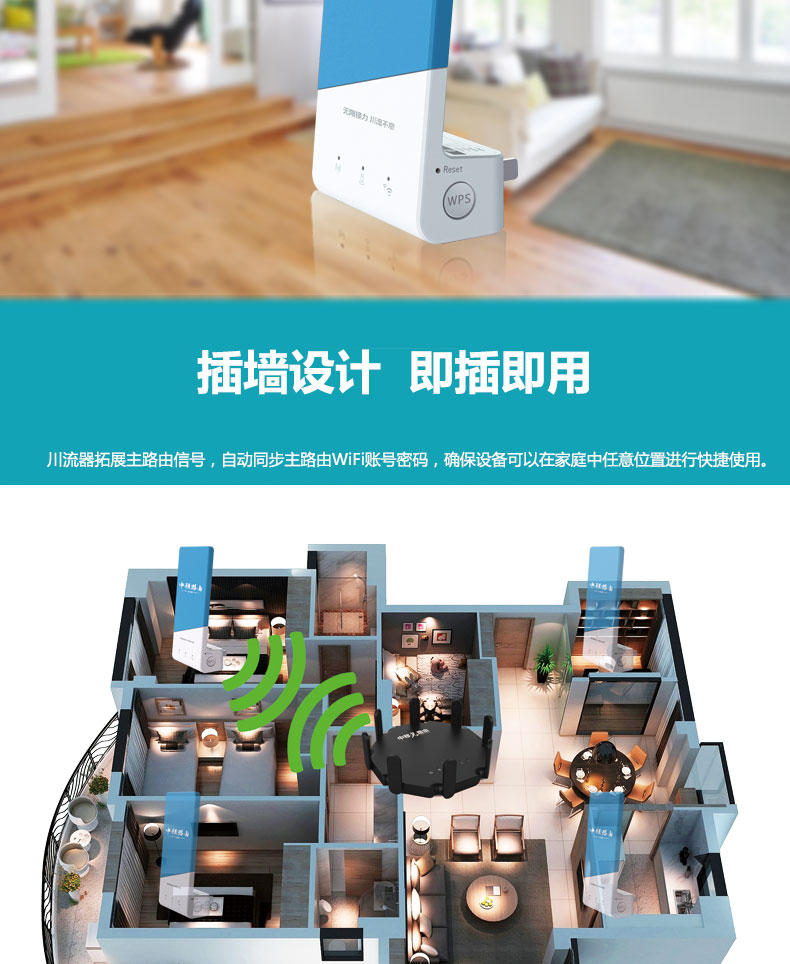 无限接力 川流不息
Reset
WPS
插墙设计 即插即用
川流器拓展主路由信号，自动同步主路由WiFi账号密码，确保设备可以在家庭中任意位置进行快捷使用。